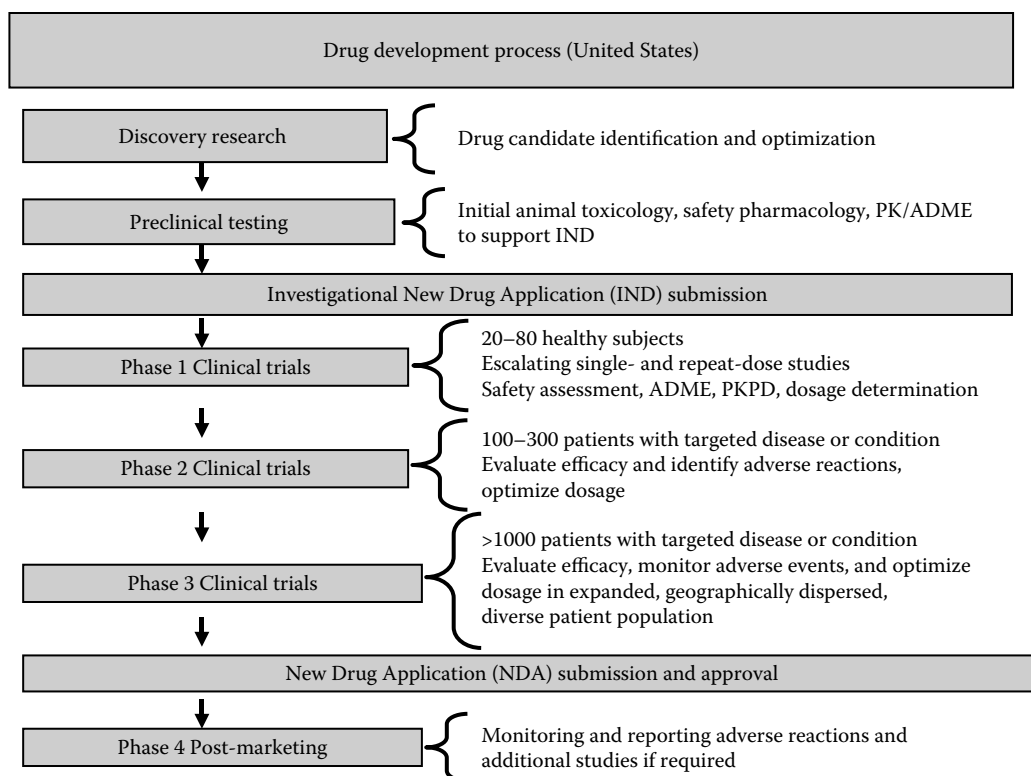 Drug development process (United States)
Discovery research
Drug candidate identification and optimization
Preclinical testing
Initial animal toxicology, safety pharmacology, PK/ADME
to support IND
Investigational New Drug Application (IND) submission
Phase 1 Clinical trials
20–80 healthy subjects
Escalating single- and repeat-dose studies
Safety assessment, ADME, PKPD, dosage determination
Phase 2 Clinical trials
100–300 patients with targeted disease or condition
Evaluate efficacy and identify adverse reactions,
optimize dosage
Phase 3 Clinical trials
>1000 patients with targeted disease or condition
Evaluate efficacy, monitor adverse events, and optimize
dosage in expanded, geographically dispersed,
diverse patient population
New Drug Application (NDA) submission and approval
Phase 4 Post-marketing
Monitoring and reporting adverse reactions and
additional studies if required